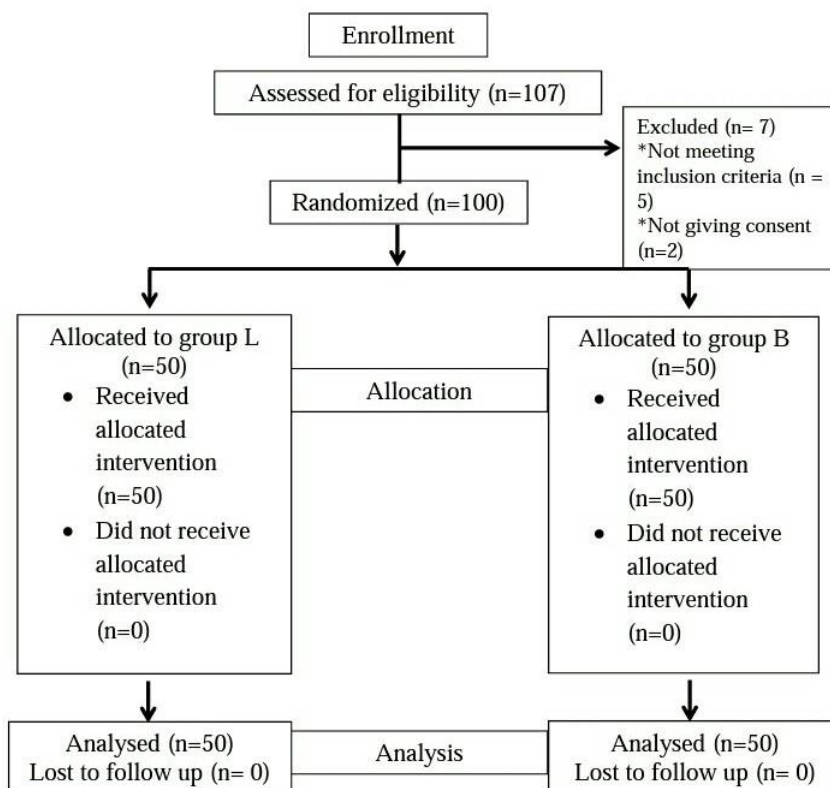 Enrollment
Assessed for eligibility (n=107)
Excluded (n= 7)
*Not meeting
inclusion criteria (n =
5)
*Not giving consent
(n=2)
Randomized (n=100)
Allocated to group L
(n=50)
• Received
allocated
intervention
(n=50)
• Did not receive
allocated
intervention
(n=0)
Allocation
Allocated to group B
(n=50)
• Received
allocated
intervention
(n=50)
• Did not receive
allocated
intervention
(n=0)
Analysed (n=50)
Lost to follow up (n= 0)
Analysis
Analysed (n=50)
Lost to follow up (n= 0)